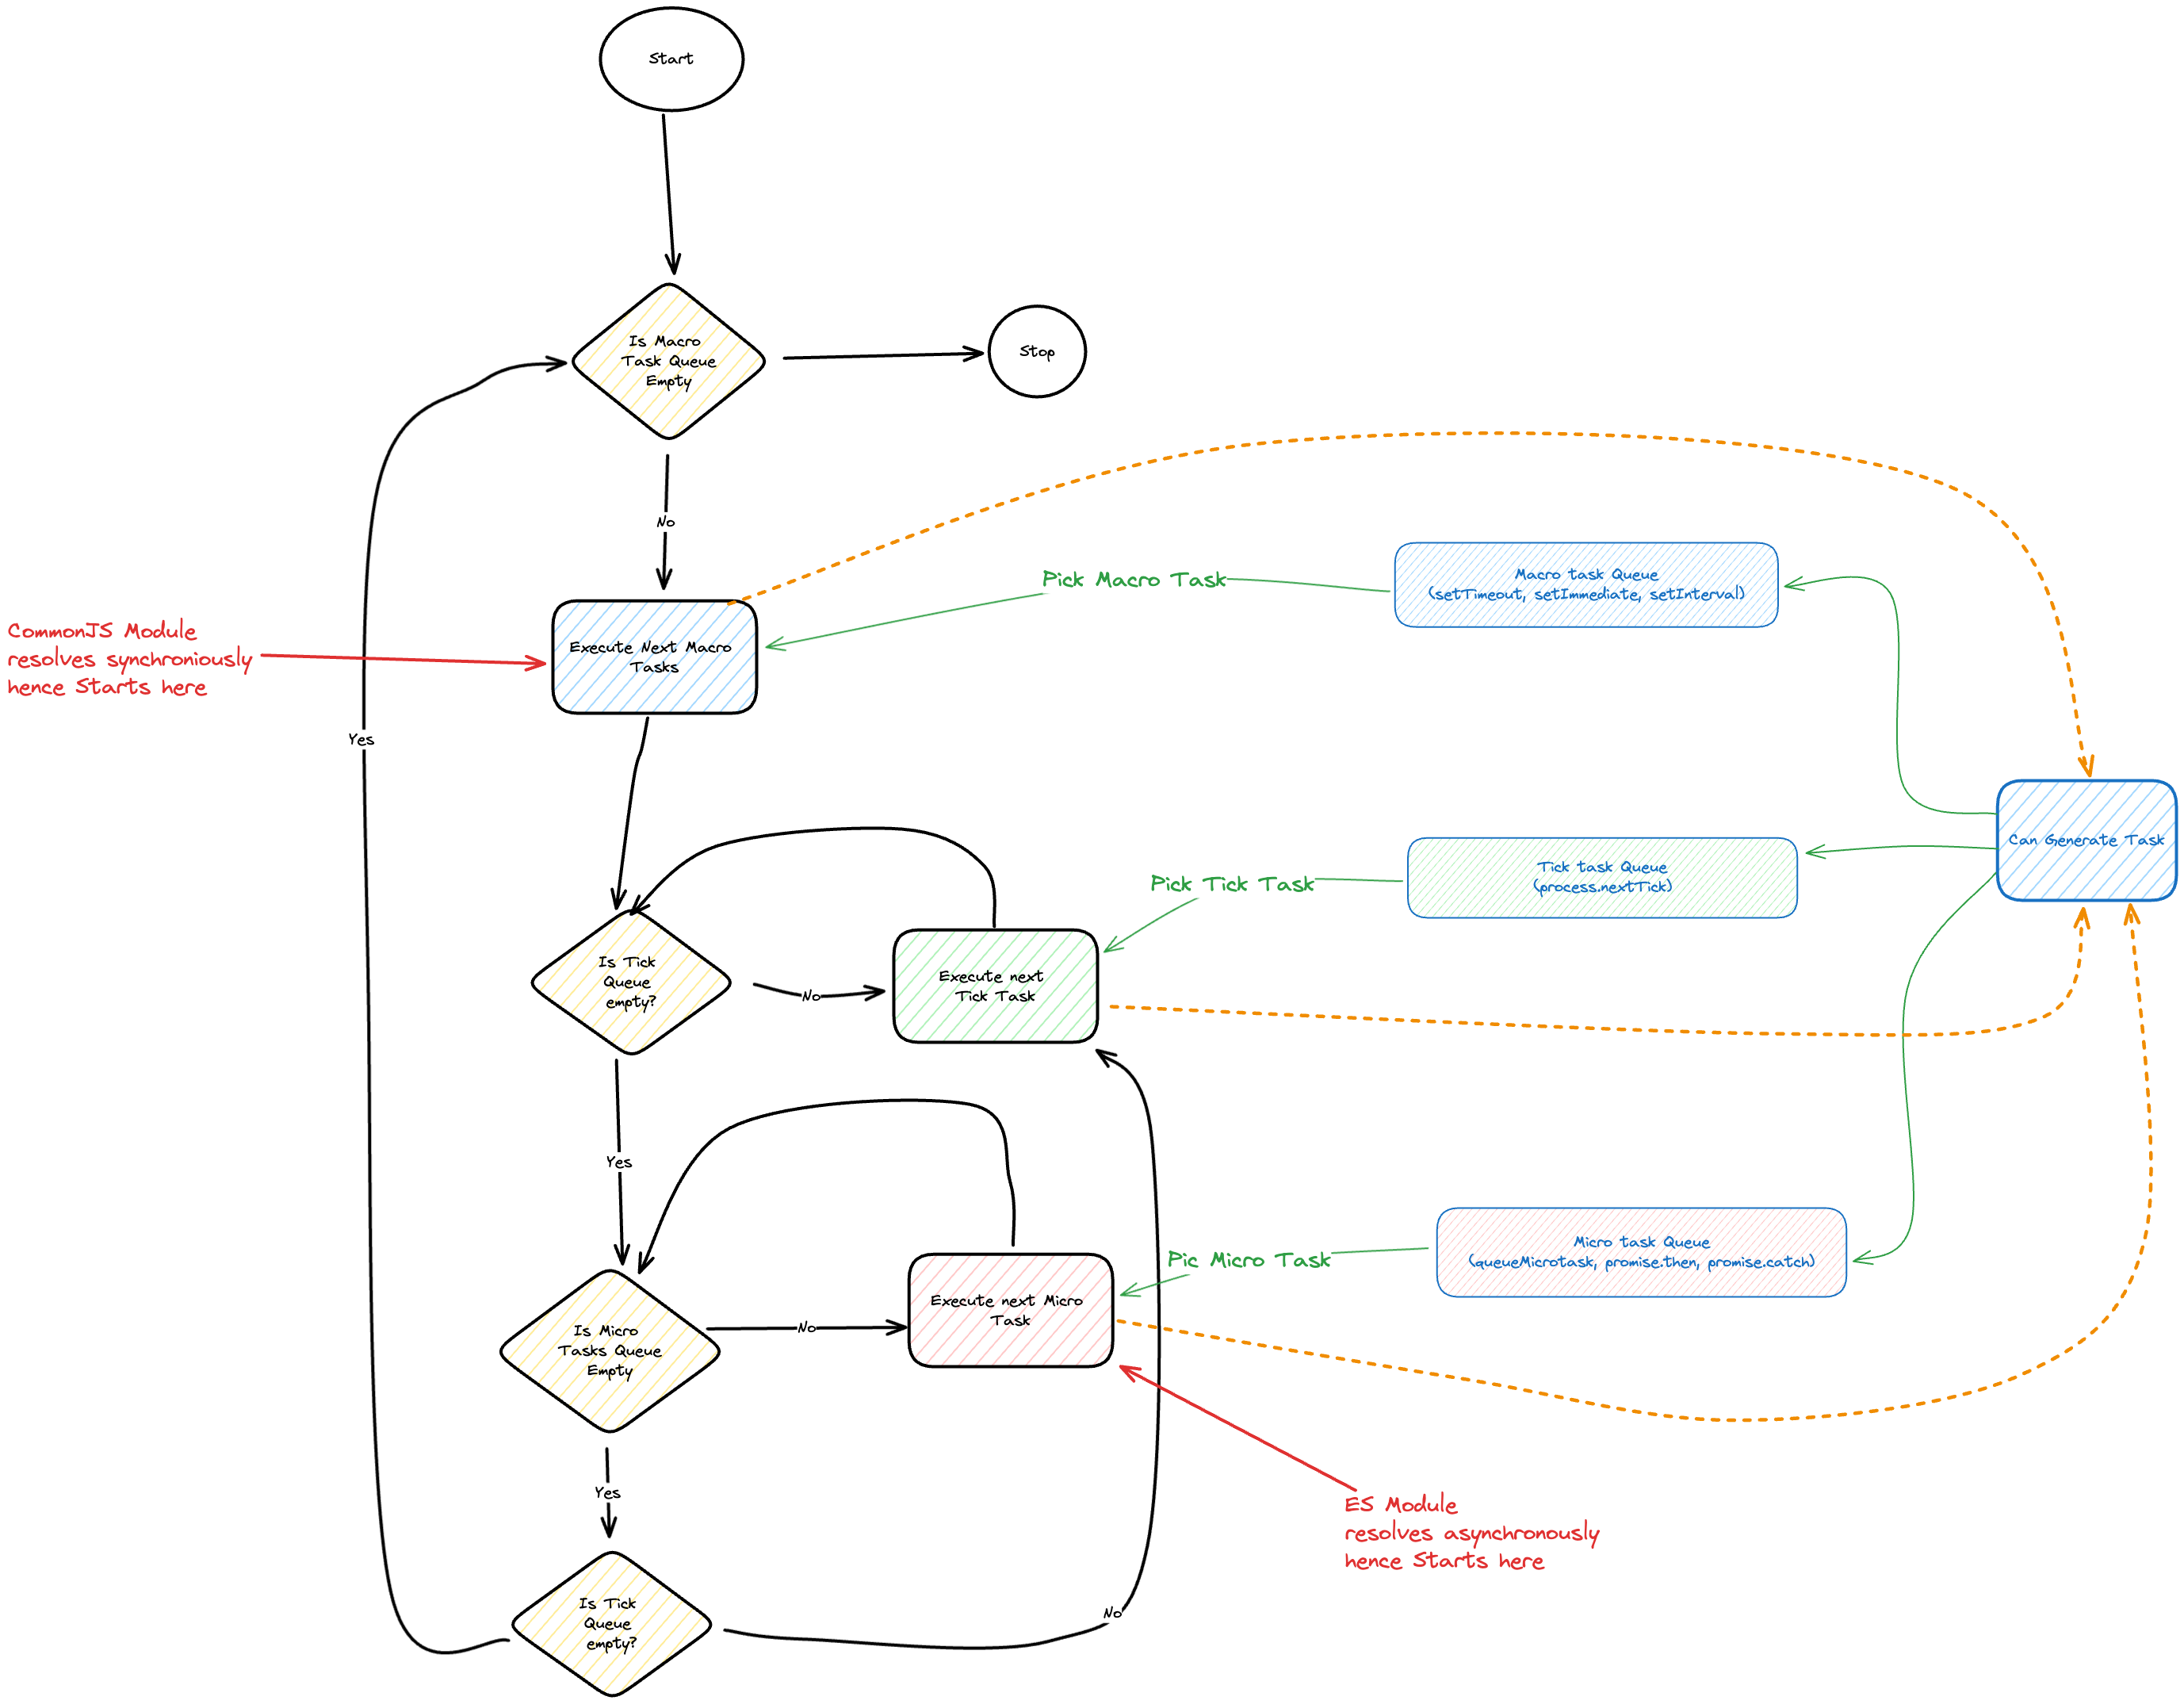 Start
Is Macro
Task Queue
Empty
Stop
No
Macro task Queue
(setTimeout, setImmediate, setInterval)
Pick Macro Task
CommonJS Module
resolves synchroniously
hence Starts here
Execute Next Macro
Tasks
Yes
Can Generate Task
Tick task Queue
(process.nextTick)
Pick Tick Task
Is Tick
Queue
empty?
No
Execute next
Tick Task
Yes
Micro task Queue
(queueMicrotask, promise.then, promise.catch)
Pic Micro Task
Is Micro
Tasks Queue
Empty
No
Execute next Micro
Task
Yes
ES Module
resolves asynchronously
hence Starts here
Is Tick
Queue
empty?
No